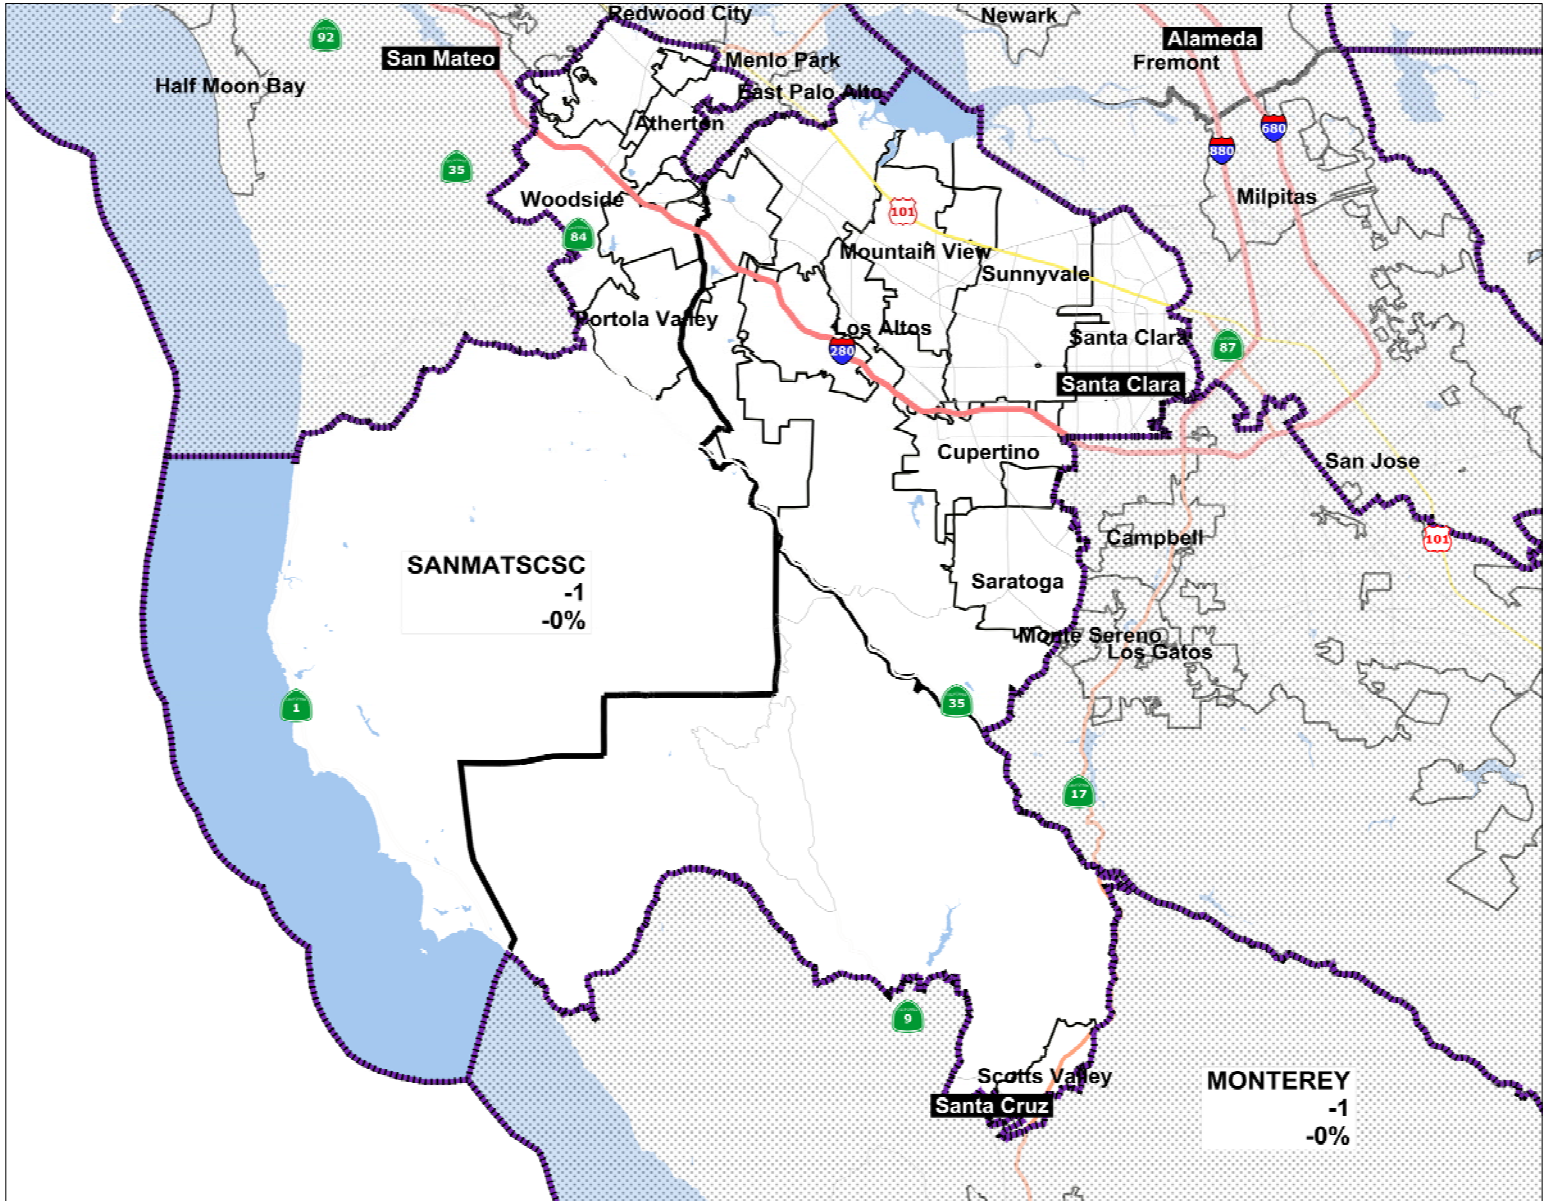 Redwood City
Newark
92
San Mateo
Alameda
Menlo Park
Fremont
Half Moon Bay
East Palo Alto
Atherton
680
880
35
Woodside
Milpitas
101
84
Mountain View
Sunnyvale
Portola Valley
Los Altos
Santa Clara
87
280
Santa Clara
Cupertino
San Jose
Campbell
101
SANMATSCSC
-1
-0%
Saratoga
Monte Sereno
Los Gatos
1
35
17
9
Scotts Valley
Santa Cruz
MONTEREY
-1
-0%